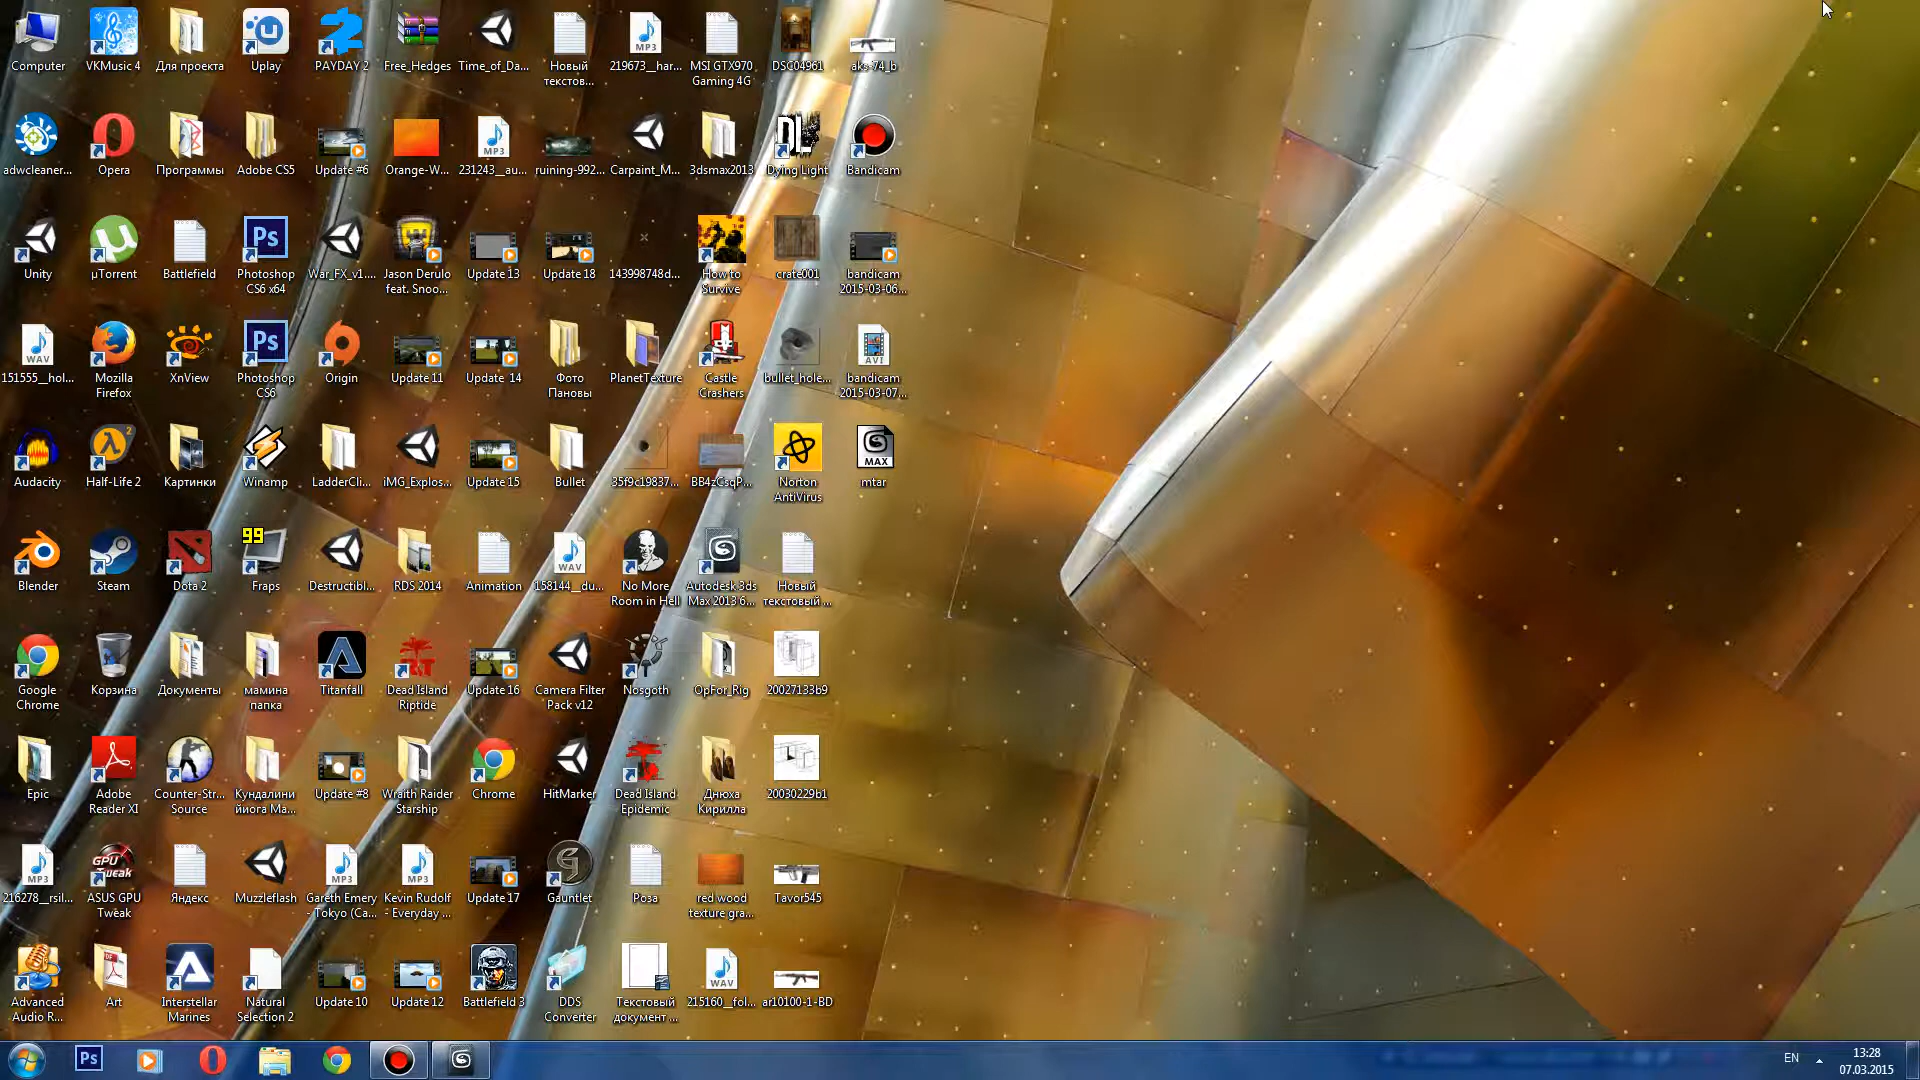 Computer
VKMusic 4
Для проекта
Uplay
PAYDAY 2
Free_Hedges
Time_of_Da...
Новый
текстов...
219673__har...
MSI GTX970
Gaming 4G
DSC04961
aks-74_b
adwcleaner...
Opera
Программы
Adobe CS5
Update #6
Orange-W...
231243__au...
ruining-992...
Carpaint_M...
3dsmax2013
Dying Light
Bandicam
Unity
µTorrent
Battlefield
Photoshop
CS6 x64
War_FX_v1....
Jason Derulo
feat. Snoo...
Update 13
Update 18
143998748d...
How to
Survive
crate001
bandicam
2015-03-06...
151555__hol...
Mozilla
Firefox
XnView
Photoshop
CS6
Origin
Update 11
Update 14
Фото
Пановы
PlanetTexture
Castle
Crashers
bullet_hole...
bandicam
2015-03-07...
Audacity
Half-Life 2
Картинки
Winamp
LadderCli...
iMG_Explos...
Update 15
Bullet
35f9c19837...
BB4zCsqP...
Norton
AntiVirus
mtar
Blender
Steam
Dota 2
Fraps
Destructibl...
RDS 2014
Animation
158144__du...
No More
Room in Hell
Autodesk 3ds
Max 2013 6...
Новый
текстовый ...
Google
Chrome
Корзина
Документы
мамина
папка
Titanfall
Dead Island
Riptide
Update 16
Camera Filter
Pack v12
Nosgoth
OpFor_Rig
20027133b9
Epic
Adobe
Reader XI
Counter-Str...
Source
Кундалини
йога Ma...
Update #8
Wraith Raider
Starship
Chrome
HitMarker
Dead Island
Epidemic
Днюха
Кирилла
20030229b1
216278__rsil...
ASUS GPU
Tweak
Яндекс
Muzzleflash
Gareth Emery
- Tokyo (Ca...
Kevin Rudolf
- Everyday ...
Update 17
Gauntlet
Роза
red wood
texture gra...
Tavor545
Advanced
Audio R...
Art
Interstellar
Marines
Natural
Selection 2
Update 10
Update 12
Battlefield 3
DDS
Converter
Текстовый
документ ...
215160__fol...
ar10100-1-BD
EN
13:28
07.03.2015